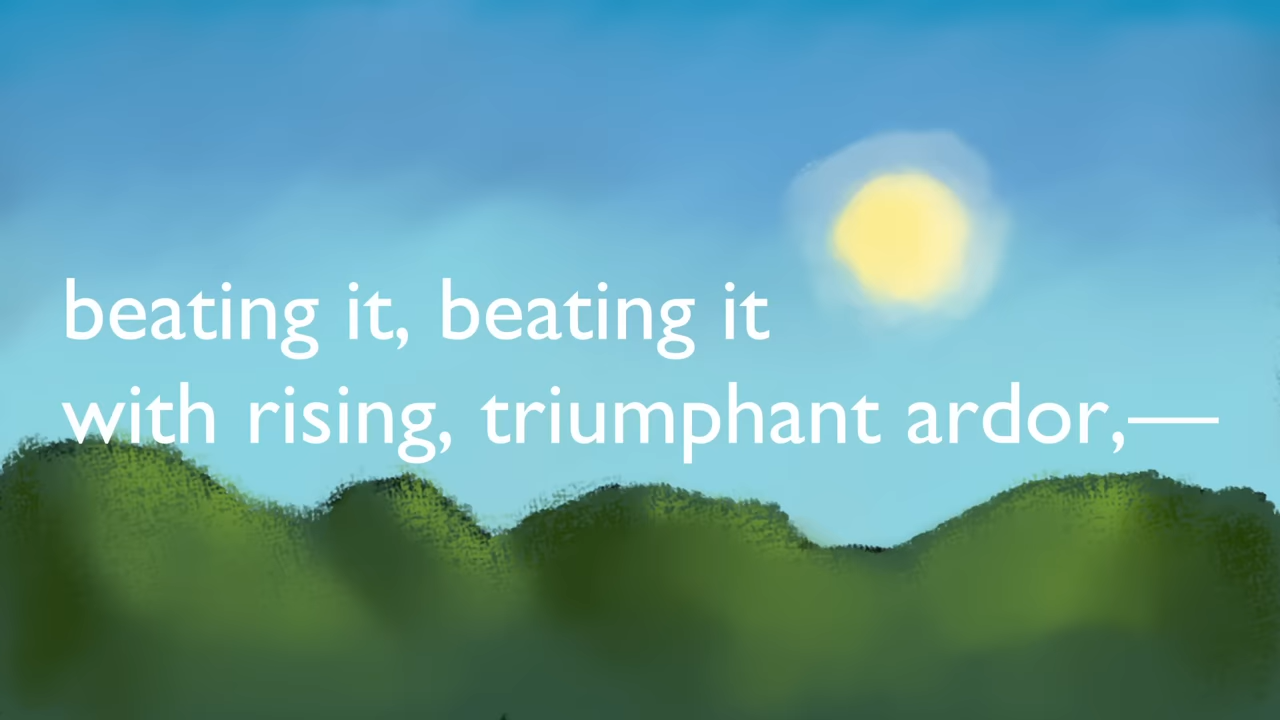 beating it, beating it
with rising, triumphant ardor,—